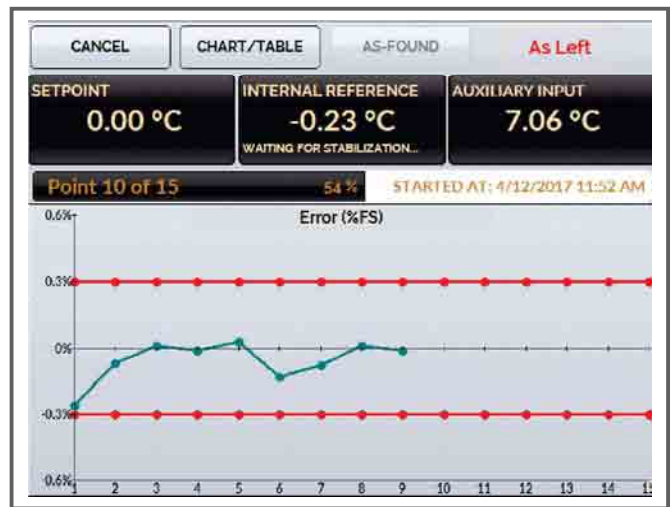 CANCEL CHART/TABLE AS-FOUND As Left
SETPOINT INTERNAL REFERENCE AUXILIARY INPUT
0.00 °C -0.23 °C 7.06 °C
WAITING FOR STABILIZATION...
Point 10 of 15 54 % STARTED AT: 4/12/2017 11:52 AM
0.6% Error (%FS)
0.3%
0%
-0.3%
0.6%
1 2 3 4 5 6 7 8 9 10 11 12 13 14 15